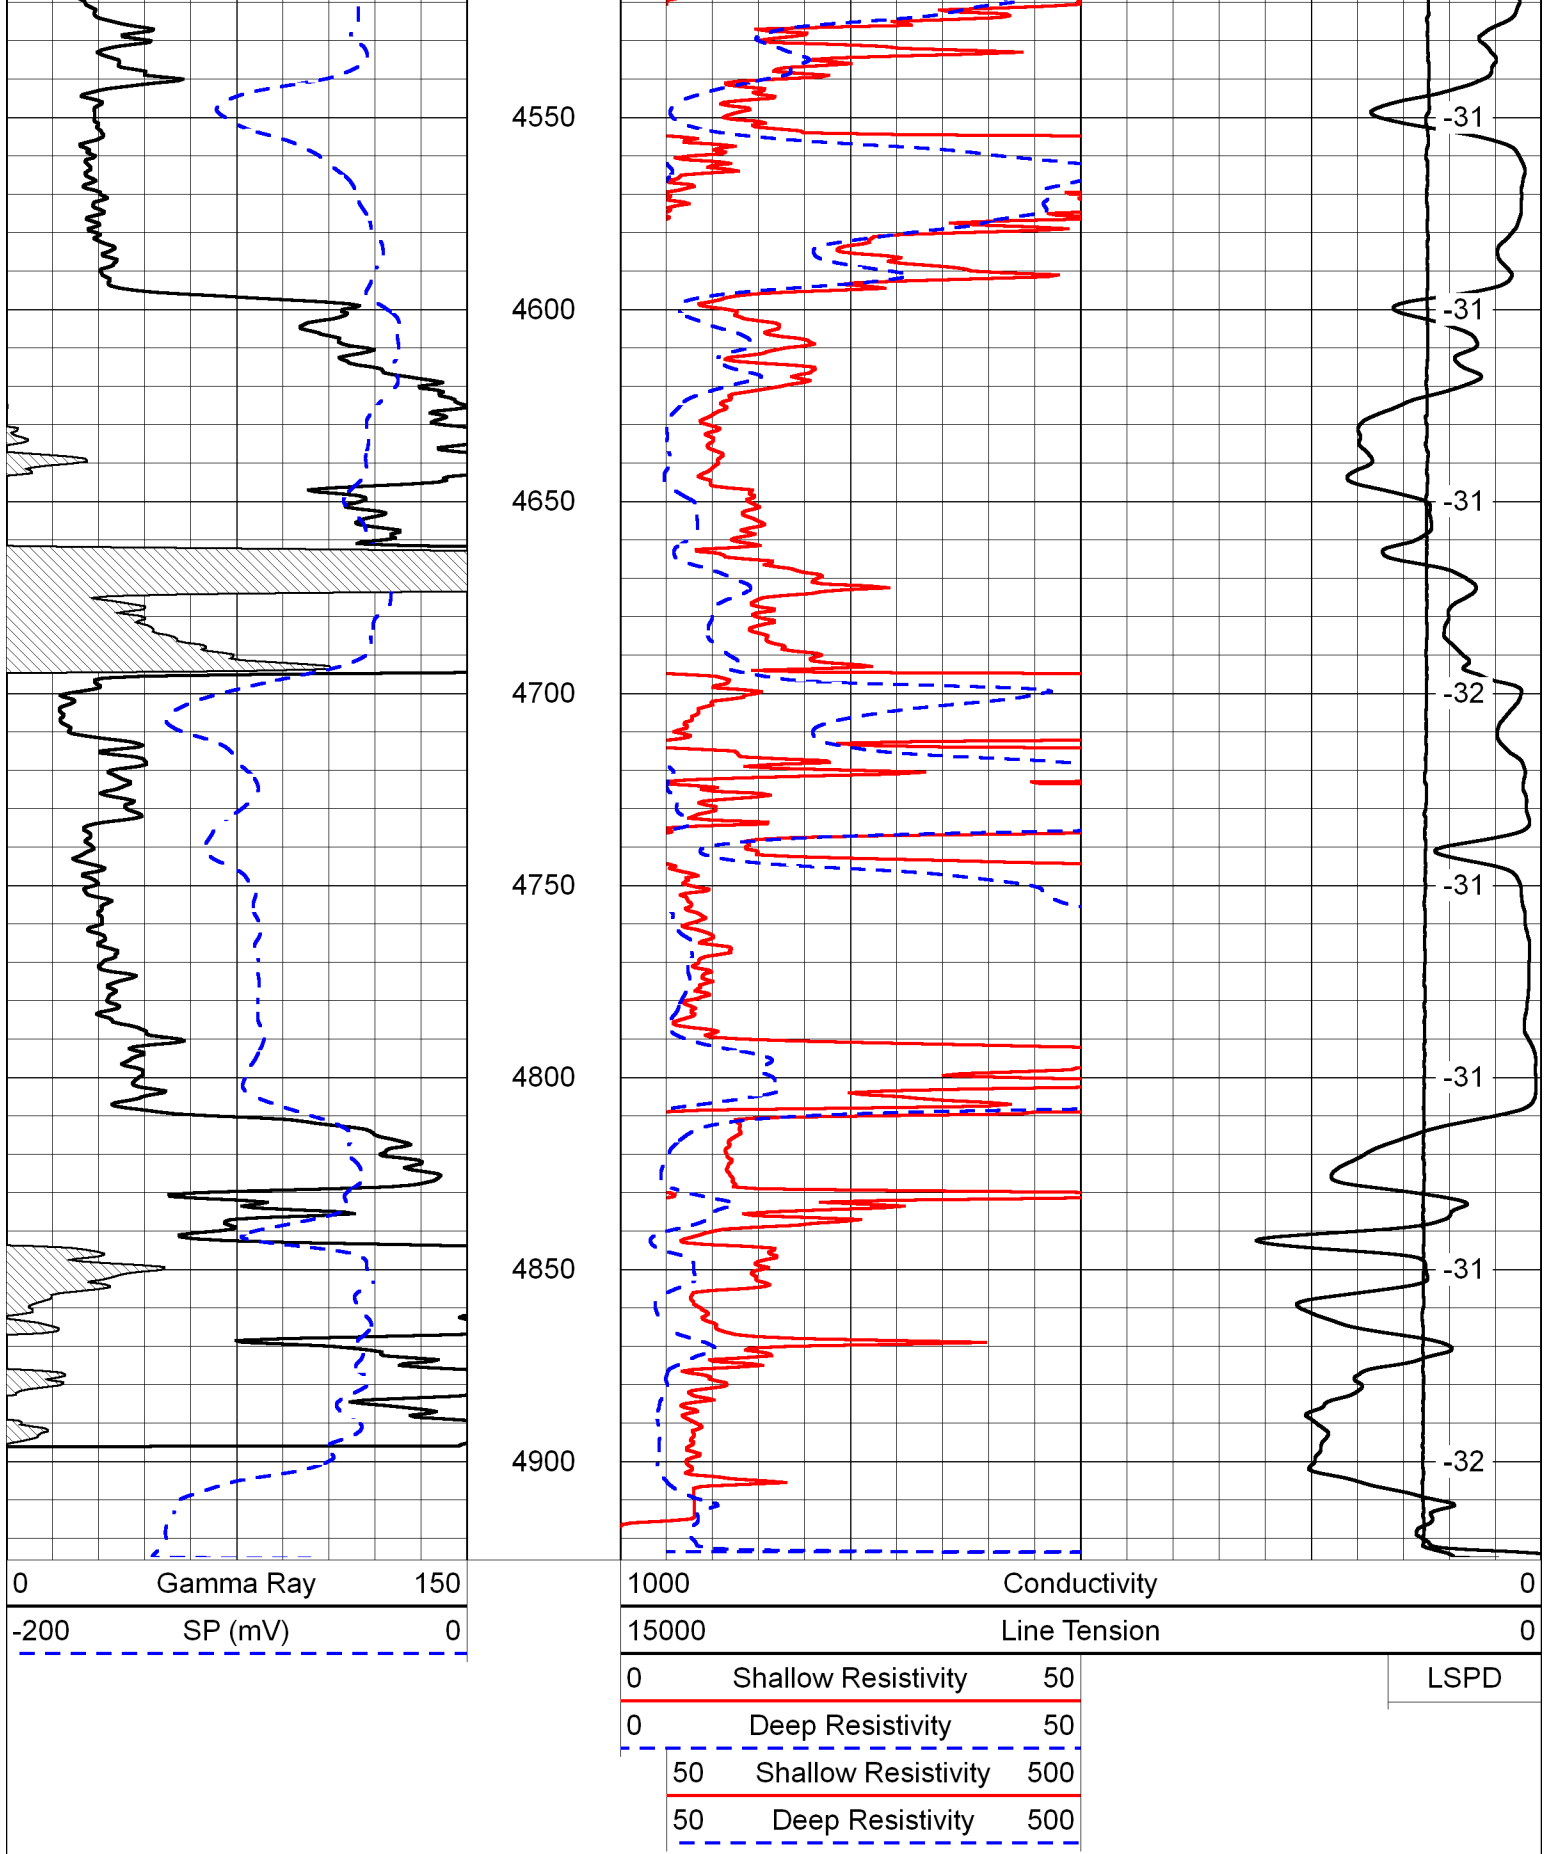 4550 -31
4600 -31
4650 -31
4700 -32
4750 -31
4800 -31
4850 -31
4900 -32
0 Gamma Ray 150 1000 Conductivity 0
-200 SP (mV) 0 15000 Line Tension 0
0 Shallow Resistivity 50 LSPD
0 Deep Resistivity 50
50 Shallow Resistivity 500
50 Deep Resistivity 500